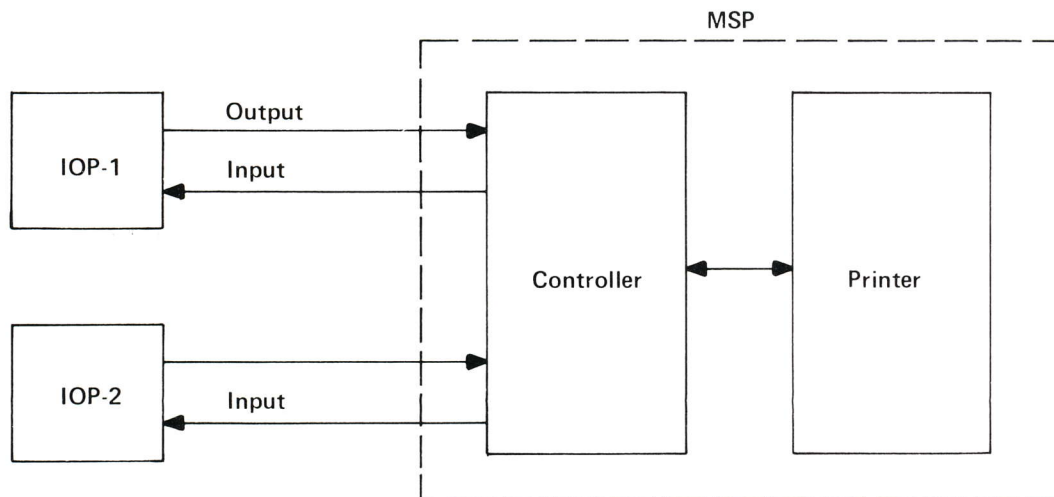 MSP
Output
IOP-1
Input
Controller
Printer
IOP-2
Input